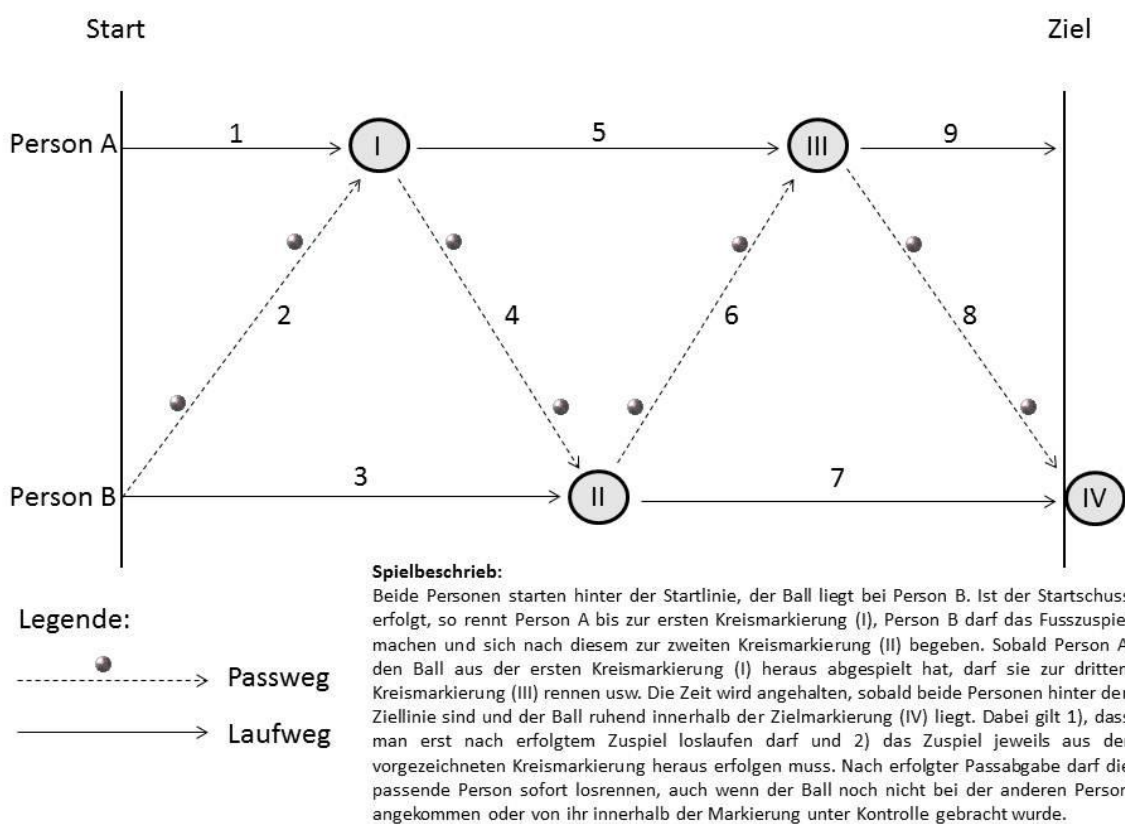 Start
Ziel
Person A
1
I
5
III
9
2
4
6
8
Person B
3
II
7
IV
Spielbeschrieb:
Beide Personen starten hinter der Startlinie, der Ball liegt bei Person B. Ist der Startschuss
erfolgt, so rennt Person A bis zur ersten Kreismarkierung (I), Person B darf das Fusszuspie
machen und sich nach diesem zur zweiten Kreismarkierung (II) begeben. Sobald Person A
den Ball aus der ersten Kreismarkierung (I) heraus abgespielt hat, darf sie zur dritten
Kreismarkierung (III) rennen usw. Die Zeit wird angehalten, sobald beide Personen hinter der
Ziellinie sind und der Ball ruhend innerhalb der Zielmarkierung (IV) liegt. Dabei gilt 1), dass
man erst nach erfolgtem Zuspiel loslaufen darf und 2) das Zuspiel jeweils aus der
vorgezeichneten Kreismarkierung heraus erfolgen muss. Nach erfolgter Passabgabe darf die
passende Person sofort losrennen, auch wenn der Ball noch nicht bei der anderen Person
angekommen oder von ihr innerhalb der Markierung unter Kontrolle gebracht wurde.
Legende:
Passweg
Laufweg